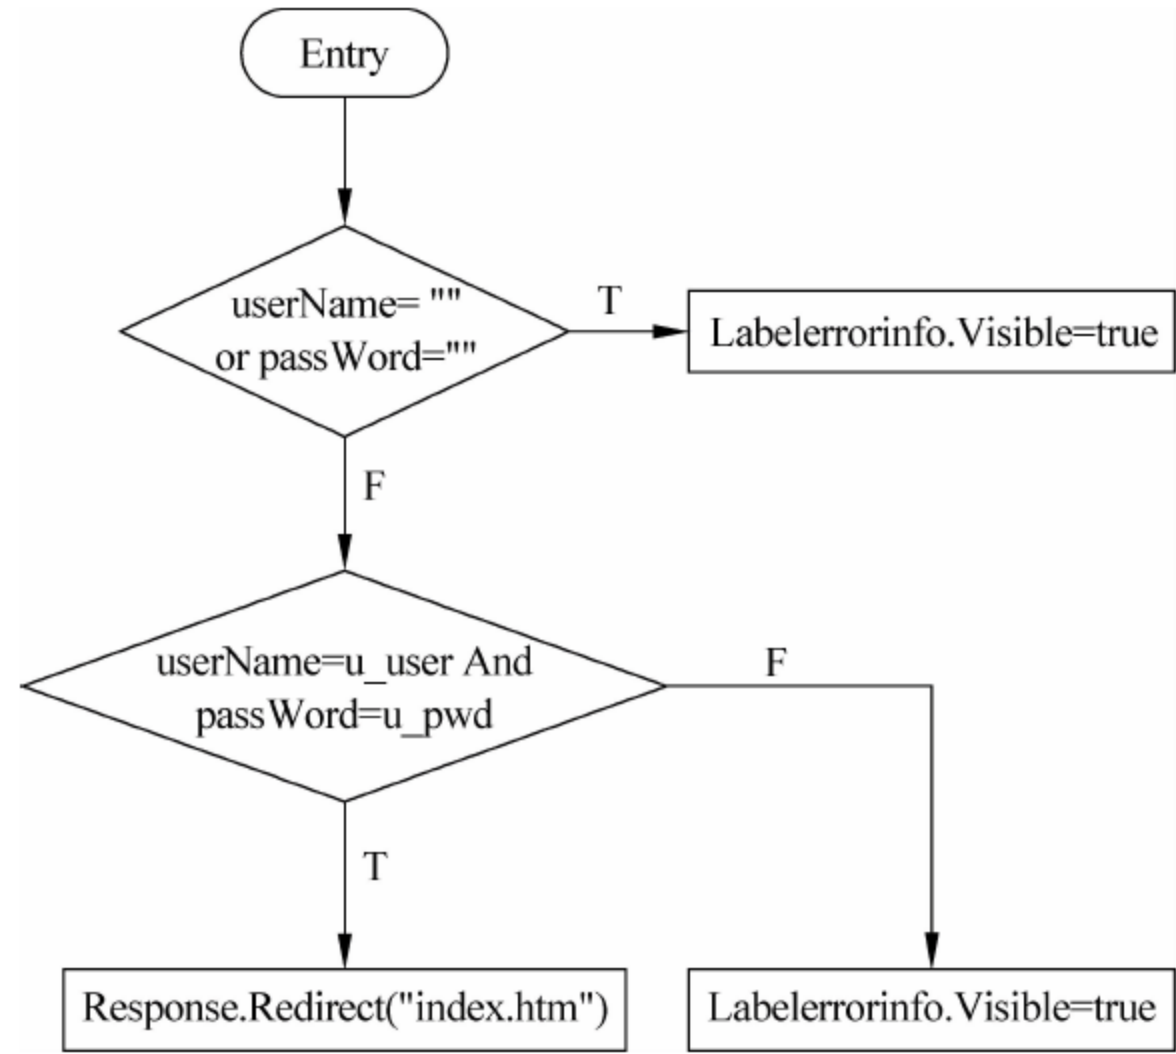 Entry
userName= ""
or passWord=""
T
Labelerrorinfo.Visible=true
F
userName=u_user And
passWord=u_pwd
F
T
Response.Redirect("index.htm")
Labelerrorinfo.Visible=true